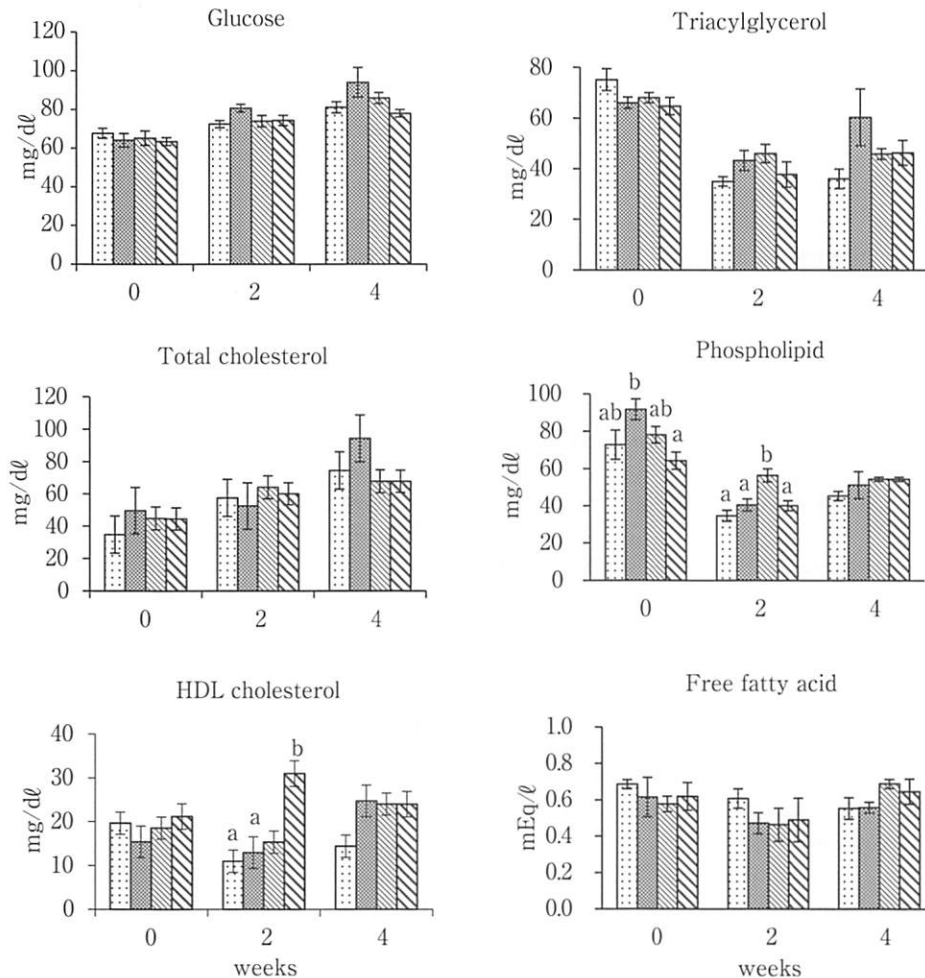 Glucose
mg/dℓ
120
100
80
60
40
20
0
0 2 4
Triacylglycerol
mg/dℓ
80
60
40
20
0
0 2 4
Total cholesterol
mg/dℓ
120
100
80
60
40
20
0
0 2 4
Phospholipid
mg/dℓ
100
80
60
40
20
0
ab b ab a
a a b a
0 2 4
HDL cholesterol
mg/dℓ
40
30
20
10
0
a a b
0 2 4
weeks
Free fatty acid
mEq/ℓ
1.0
0.8
0.6
0.4
0.2
0.0
0 2 4
weeks